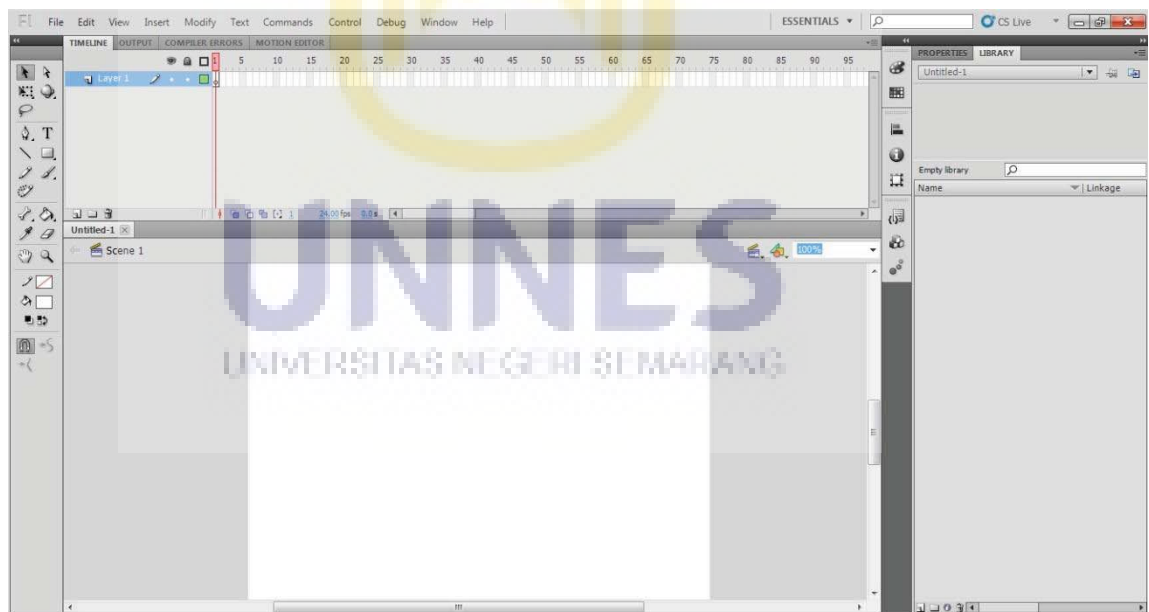 Fl File Edit View Insert Modify Text Commands Control Debug Window Help ESSENTIALS CS Live
TIMELINE OUTPUT COMPILER ERRORS MOTION EDITOR
1 5 10 15 20 25 30 35 40 45 50 55 60 65 70 75 80 85 90 95
Layer 1
1 24.00 fps 0.0 s
Untitled-1
Scene 1 100%
PROPERTIES LIBRARY
Untitled-1
Empty library
Name Linkage
UNNES
UNIVERSITAS NEGERI SEMARANG